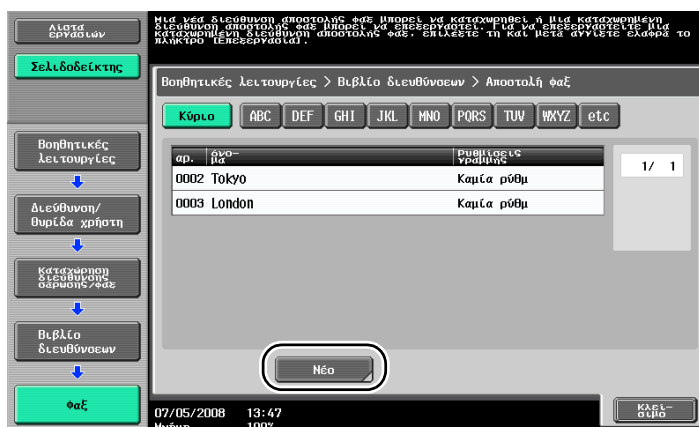 Λίστα
εργασιών
Μια νέα διεύθυνση αποστολής φαξ μπορεί να καταχωρηθεί ή μια καταχωρημένη
διεύθυνση αποστολής φαξ μπορεί να επεξεργαστεί. Για να επεξεργαστείτε μια
καταχωρημένη διεύθυνση αποστολής φαξ, επιλέξτε τη και μετά αγγίξτε ελαφρά το
πλήκτρο [Επεξεργασία].
Σελιδοδείκτης
Βοηθητικές λειτουργίες > Βιβλίο διευθύνσεων > Αποστολή φαξ
Κύριο ABC DEF GHI JKL MNO PQRS TUV WXYZ etc
Βοηθητικές
λειτουργίες
αρ. όνο-
μα
Ρυθμίσεις
γραμμής
1/ 1
0002 Tokyo Καμία ρύθμ
0003 London Καμία ρύθμ
Διεύθυνση/
Θυρίδα χρήστη
Καταχώρηση
διεύθυνσης
σάρωσης/φαξ
Βιβλίο
διευθύνσεων
Νέο
Φαξ
07/05/2008 13:47
Μνήμη 100%
Κλεί-
σιμο